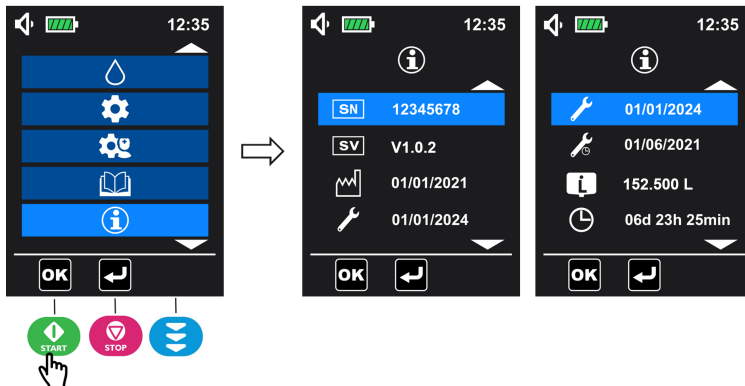 12:35
OK
START
STOP
12:35
i
SN 12345678
SV V1.0.2
01/01/2021
01/01/2024
OK
12:35
i
01/01/2024
01/06/2021
L 152.500 L
06d 23h 25min
OK